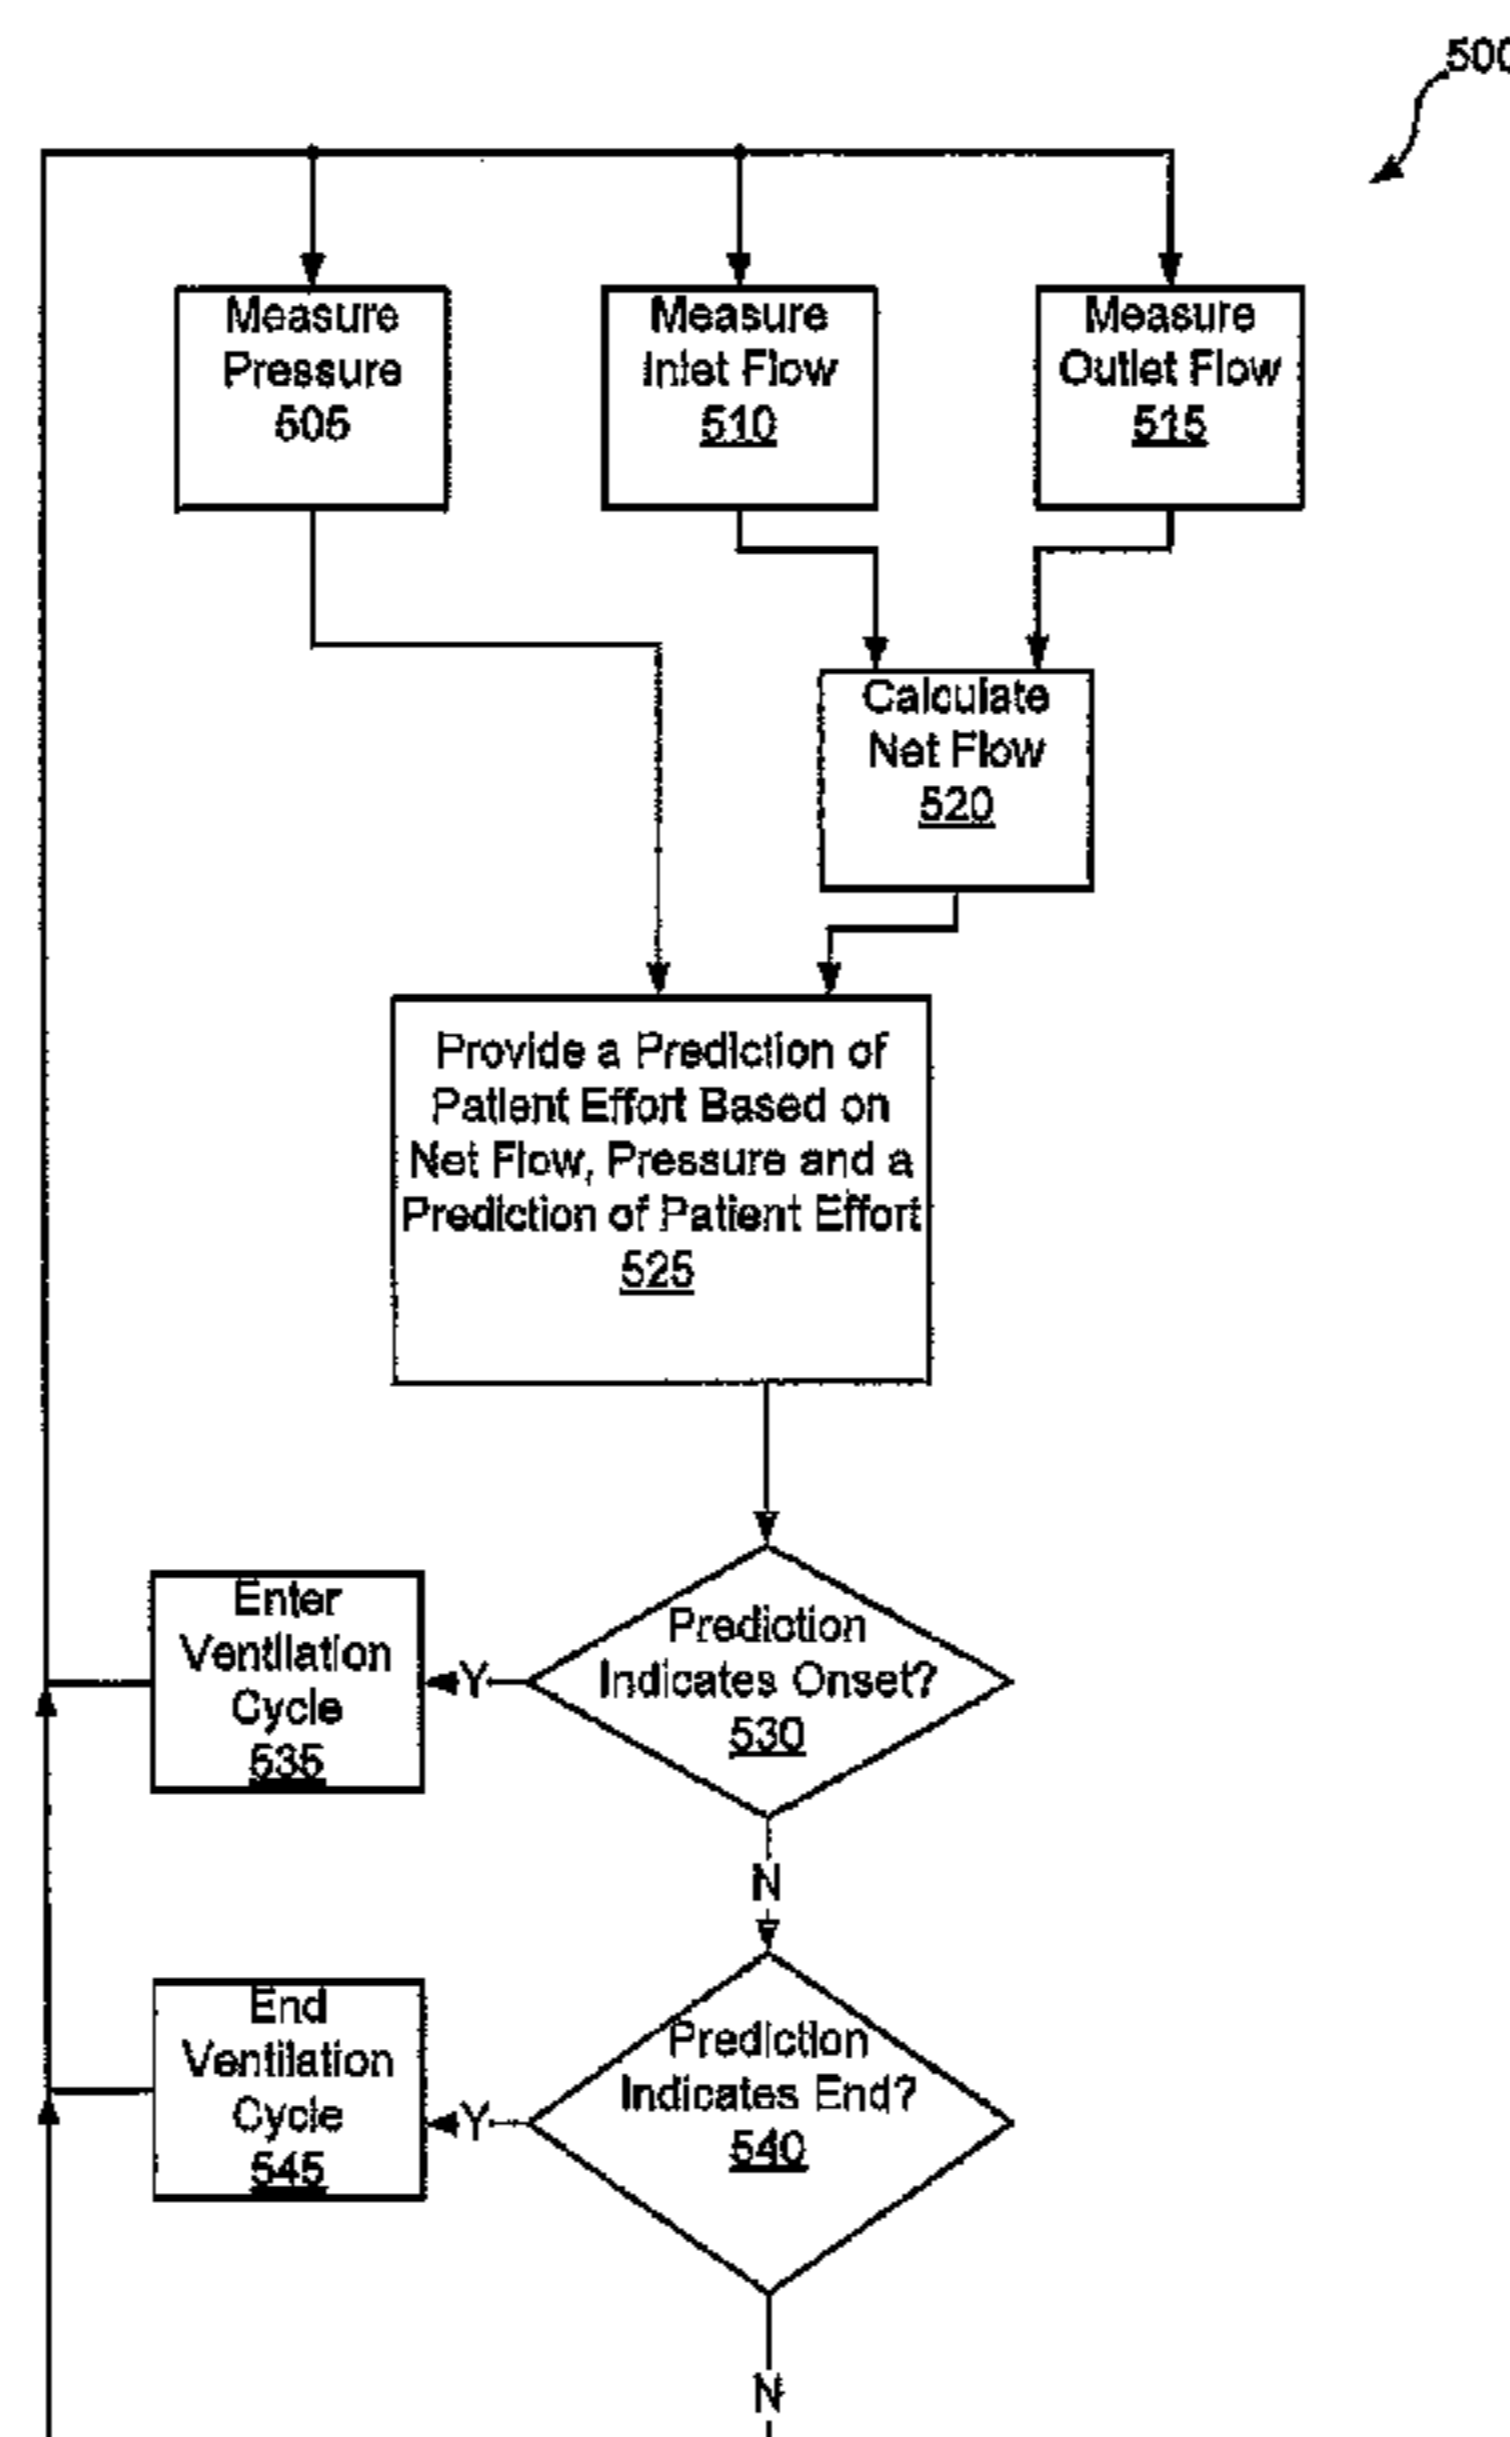 500
Measure
Pressure
505
Measure
Inlet Flow
510
Measure
Outlet Flow
515
Calculate
Net Flow
520
Provide a Prediction of
Patient Effort Based on
Net Flow, Pressure and a
Prediction of Patient Effort
525
Prediction
Indicates Onset?
530
Y
Enter
Ventilation
Cycle
535
N
Prediction
Indicates End?
540
Y
End
Ventilation
Cycle
545
N